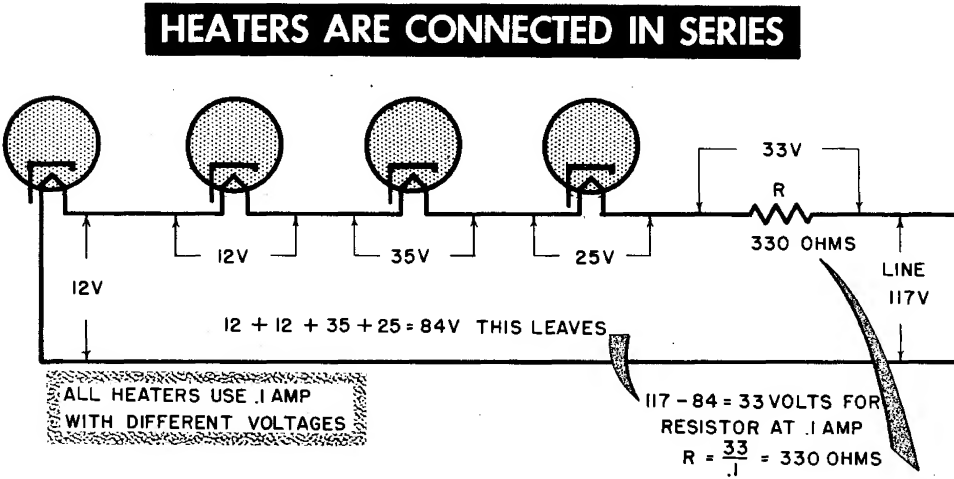 HEATERS ARE CONNECTED IN SERIES
33V
R
330 OHMS
12V
35V
25V
12V
LINE
117V
12 + 12 + 35 + 25 = 84V THIS LEAVES
ALL HEATERS USE .1 AMP
WITH DIFFERENT VOLTAGES
117 - 84 = 33 VOLTS FOR
RESISTOR AT .1 AMP
R = 33/.1 = 330 OHMS